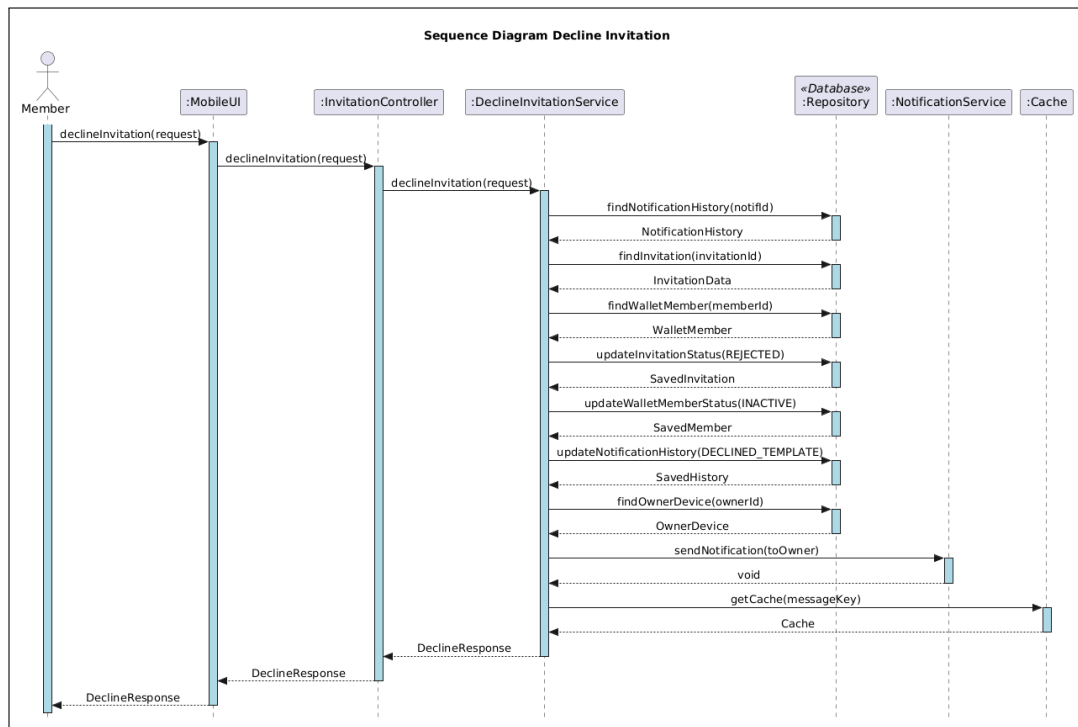 Sequence Diagram Decline Invitation
Member
:MobileUI
:InvitationController
:DeclineInvitationService
«Database»
:Repository
:NotificationService
:Cache
declineInvitation(request)
declineInvitation(request)
declineInvitation(request)
findNotificationHistory(notifId)
NotificationHistory
findInvitation(invitationId)
InvitationData
findWalletMember(memberId)
WalletMember
updateInvitationStatus(REJECTED)
SavedInvitation
updateWalletMemberStatus(INACTIVE)
SavedMember
updateNotificationHistory(DECLINED_TEMPLATE)
SavedHistory
findOwnerDevice(ownerId)
OwnerDevice
sendNotification(toOwner)
void
getCache(messageKey)
Cache
DeclineResponse
DeclineResponse
DeclineResponse